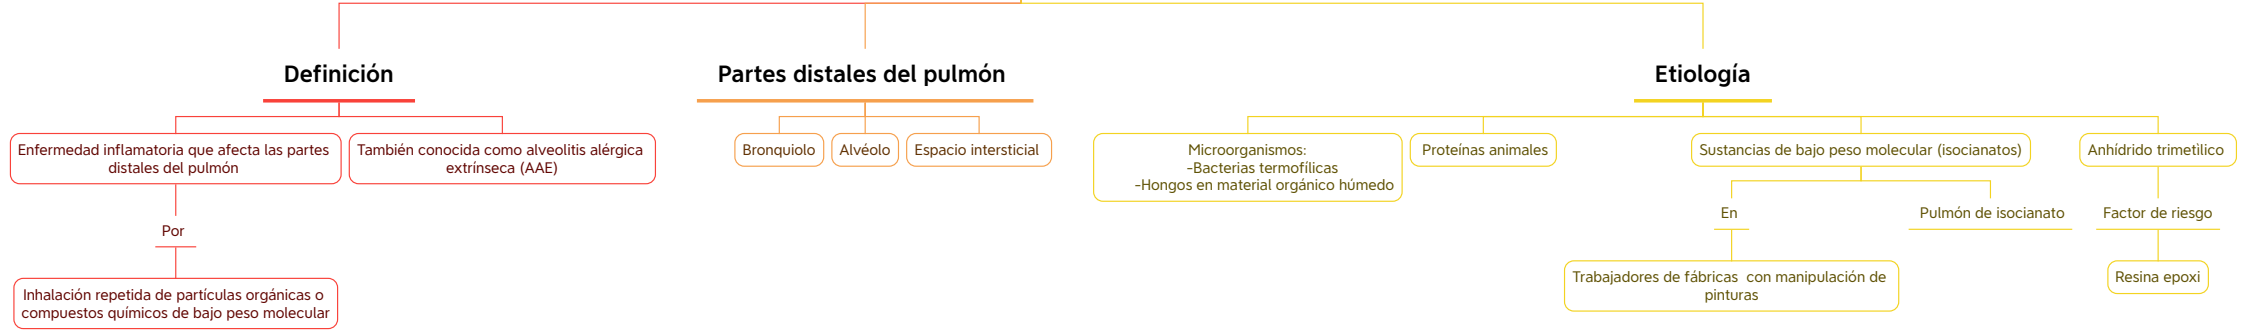 Definición
Partes distales del pulmón
Etiología
Enfermedad inflamatoria que afecta las partes
distales del pulmón
También conocida como alveolitis alérgica
extrínseca (AAE)
Por
Inhalación repetida de partículas orgánicas o
compuestos químicos de bajo peso molecular
Bronquiolo
Alvéolo
Espacio intersticial
Microorganismos:
-Bacterias termofílicas
-Hongos en material orgánico húmedo
Proteínas animales
Sustancias de bajo peso molecular (isocianatos)
En
Trabajadores de fábricas con manipulación de
pinturas
Pulmón de isocianato
Anhídrido trimetìlico
Factor de riesgo
Resina epoxi